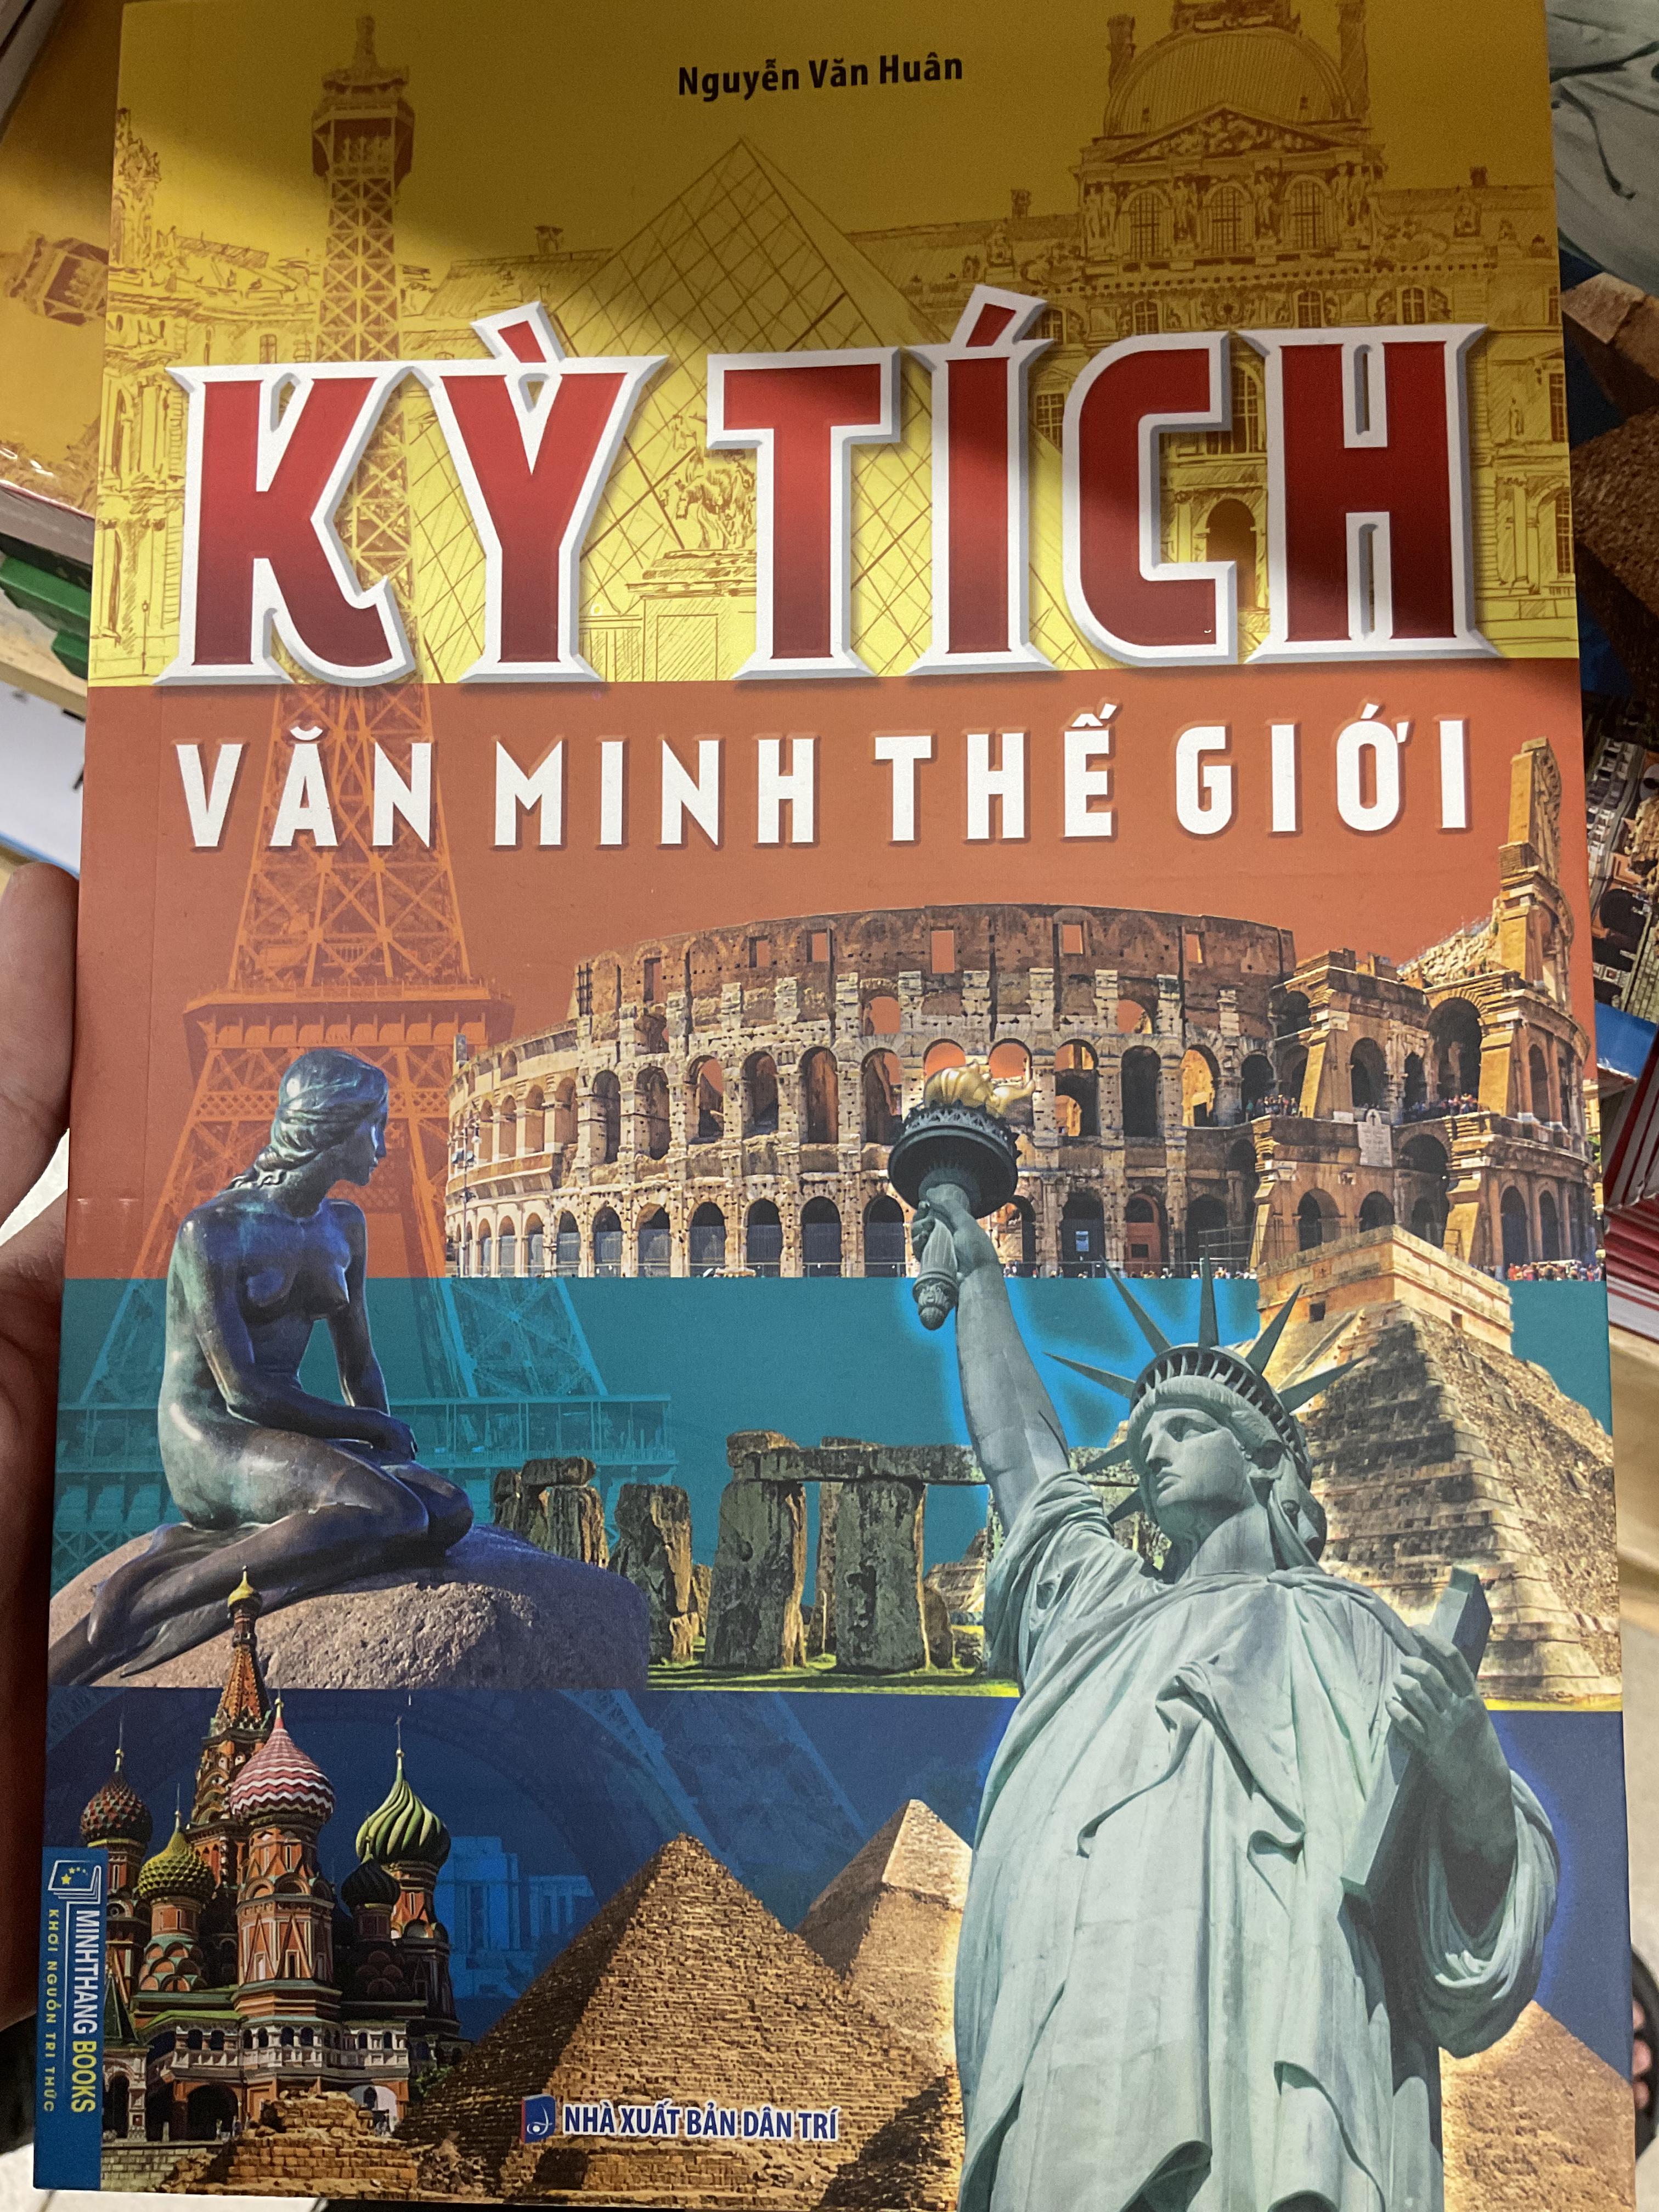 Nguyễn Văn Huân
KỲ TÍCH
VĂN MINH THẾ GIỚI
MINHTHANG BOOKS
KHƠI NGUỒN TRI THỨC
NHÀ XUẤT BẢN DÂN TRÍ